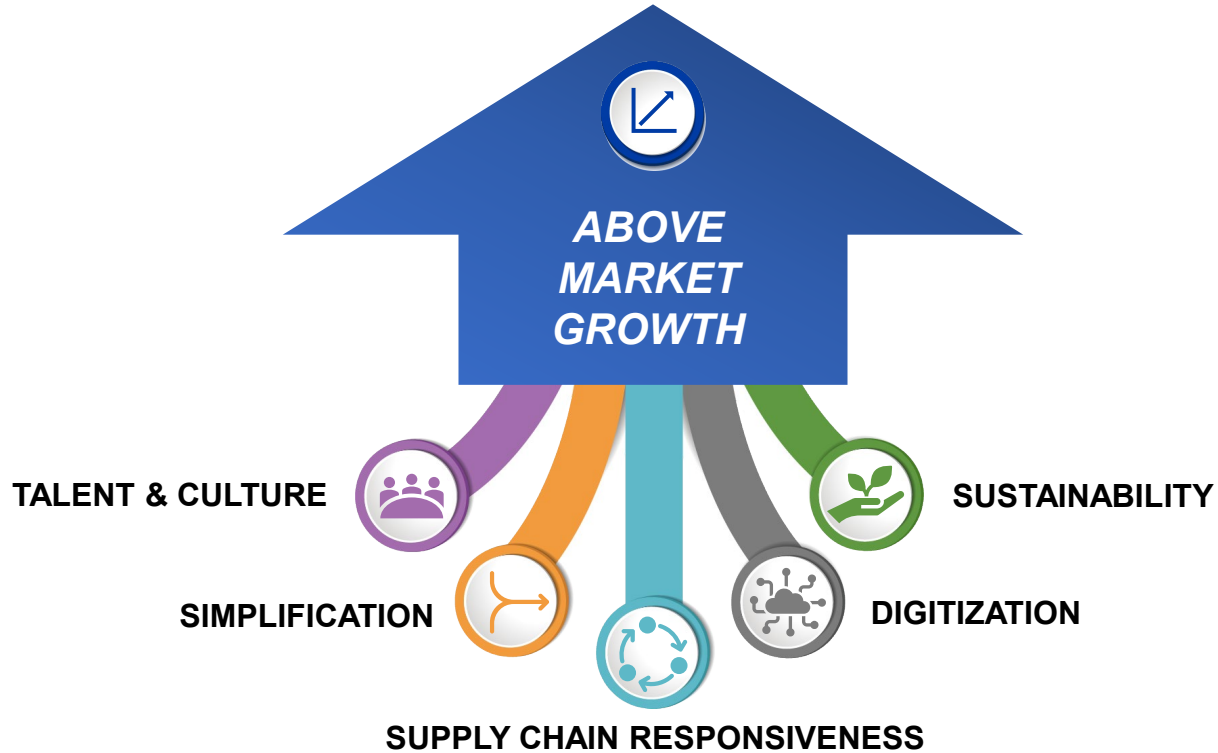 ABOVE
MARKET
GROWTH
TALENT & CULTURE
SUSTAINABILITY
SIMPLIFICATION
DIGITIZATION
SUPPLY CHAIN RESPONSIVENESS